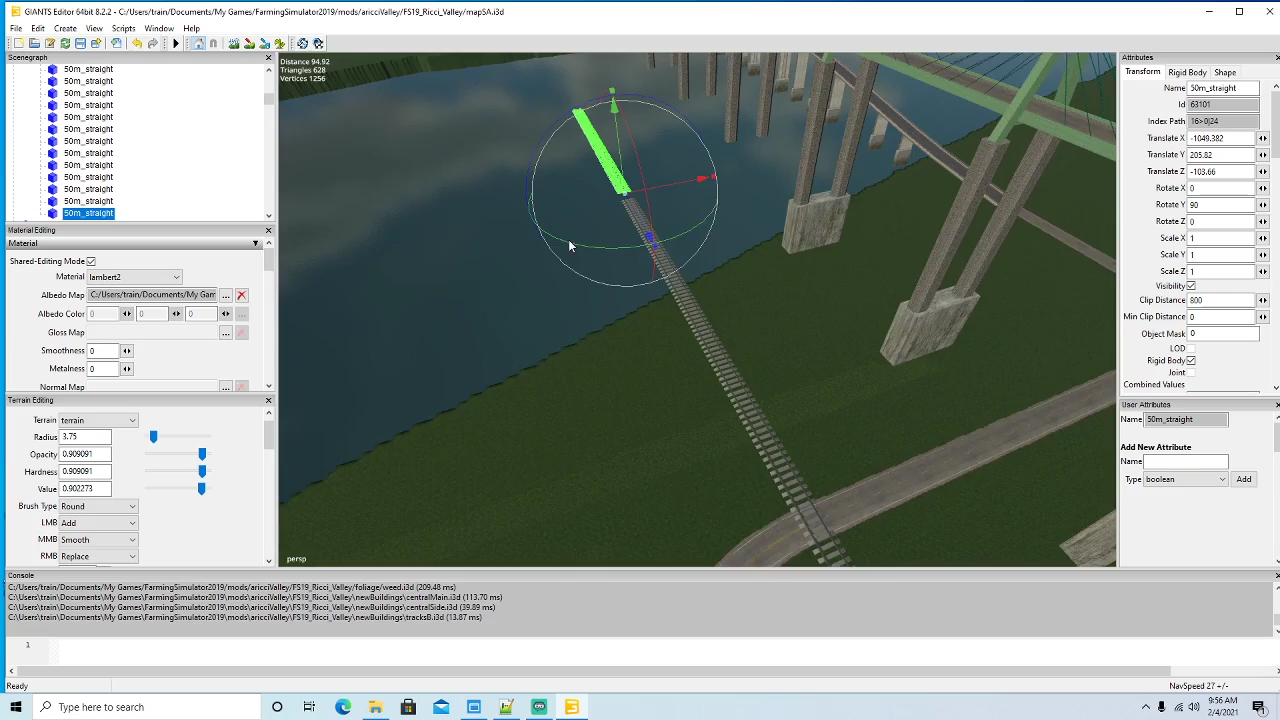 GIANTS Editor 64bit 8.2.2 - C:/Users/train/Documents/My Games/FarmingSimulator2019/mods/aricciValley/FS19_Ricci_Valley/mapSA.i3d
File Edit Create View Scripts Window Help
Scenegraph
50m_straight
50m_straight
50m_straight
50m_straight
50m_straight
50m_straight
50m_straight
50m_straight
50m_straight
50m_straight
50m_straight
50m_straight
50m_straight
Material Editing
Material
Shared-Editing Mode
Material lambert2
Albedo Map C:/Users/train/Documents/My Gam
Albedo Color 0 0 0
Gloss Map
Smoothness 0
Metalness 0
Normal Map
Terrain Editing
Terrain terrain
Radius 3.75
Opacity 0.909091
Hardness 0.909091
Value 0.902273
Brush Type Round
LMB Add
MMB Smooth
RMB Replace
Distance 94.92
Triangles 628
Vertices 1256
persp
Attributes
Transform Rigid Body Shape
Name 50m_straight
Id 63101
Index Path 16>0|24
Translate X -1049.382
Translate Y 205.82
Translate Z -103.66
Rotate X 0
Rotate Y 90
Rotate Z 0
Scale X 1
Scale Y 1
Scale Z 1
Visibility
Clip Distance 800
Min Clip Distance 0
Object Mask 0
LOD
Rigid Body
Joint
Combined Values
User Attributes
Name 50m_straight
Add New Attribute
Name
Type boolean Add
Console
C:/Users/train/Documents/My Games/FarmingSimulator2019/mods/aricciValley/FS19_Ricci_Valley/foliage/weed.i3d (209.48 ms)
C:/Users/train/Documents/My Games/FarmingSimulator2019\mods\aricciValley\FS19_Ricci_Valley\newBuildings\centralMain.i3d (113.70 ms)
C:/Users/train/Documents/My Games/FarmingSimulator2019\mods\aricciValley\FS19_Ricci_Valley\newBuildings\centralSide.i3d (39.89 ms)
C:/Users/train/Documents/My Games/FarmingSimulator2019\mods\aricciValley\FS19_Ricci_Valley\newBuildings\tracksB.i3d (13.87 ms)
1
Ready
NavSpeed 27 +/-
Type here to search
9:56 AM
2/4/2021